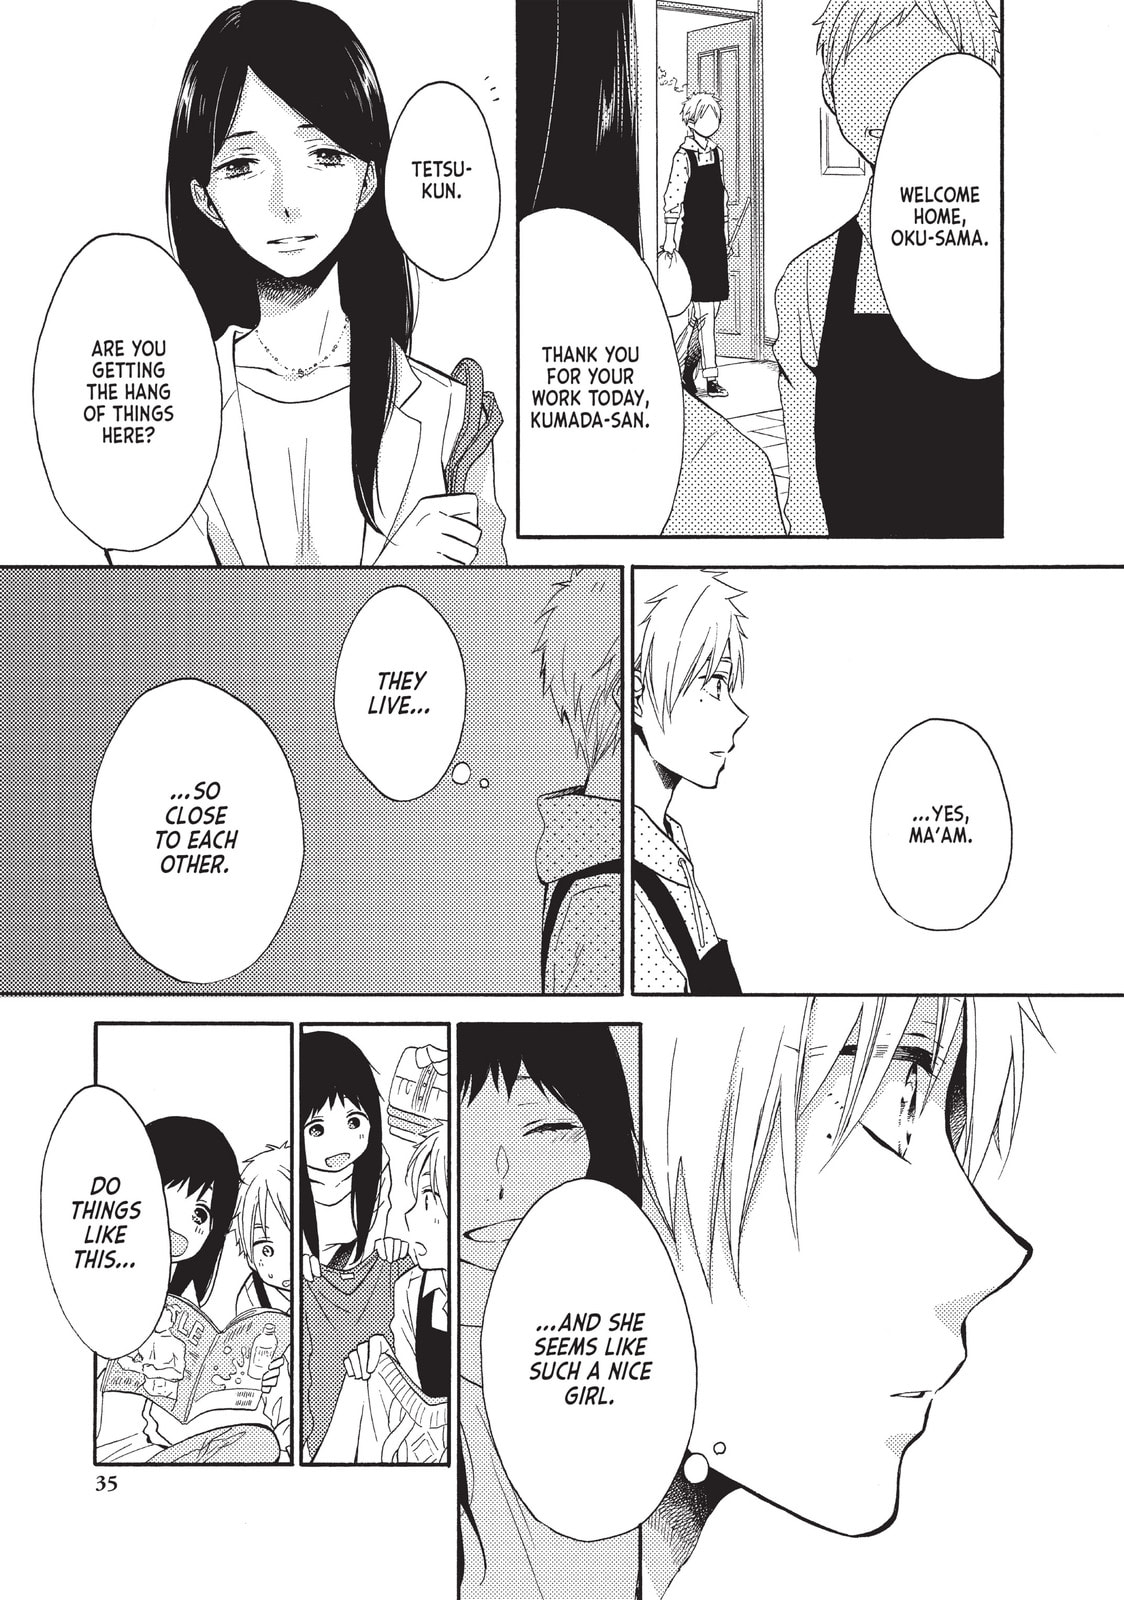 WELCOME
HOME,
OKU-SAMA.
THANK YOU
FOR YOUR
WORK TODAY,
KUMADA-SAN.
TETSU-
KUN.
ARE YOU
GETTING
THE HANG
OF THINGS
HERE?
...YES,
MA'AM.
THEY
LIVE...
...SO
CLOSE
TO EACH
OTHER.
...AND SHE
SEEMS LIKE
SUCH A NICE
GIRL.
DO
THINGS
LIKE
THIS...
35